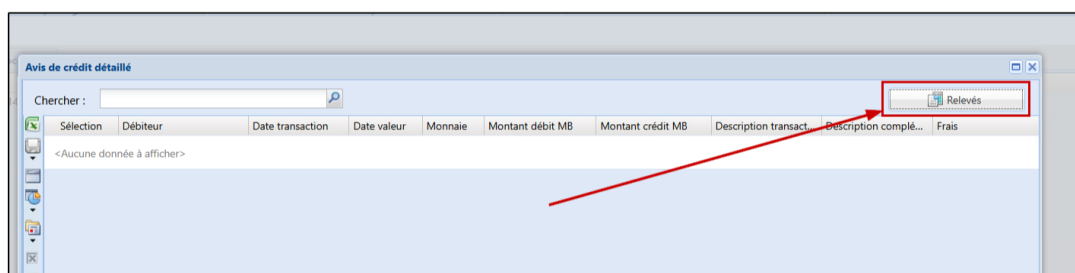 Avis de crédit détaillé
Chercher :
Relevés
Sélection Débiteur Date transaction Date valeur Monnaie Montant débit MB Montant crédit MB Description transact... Description complé... Frais
<Aucune donnée à afficher>